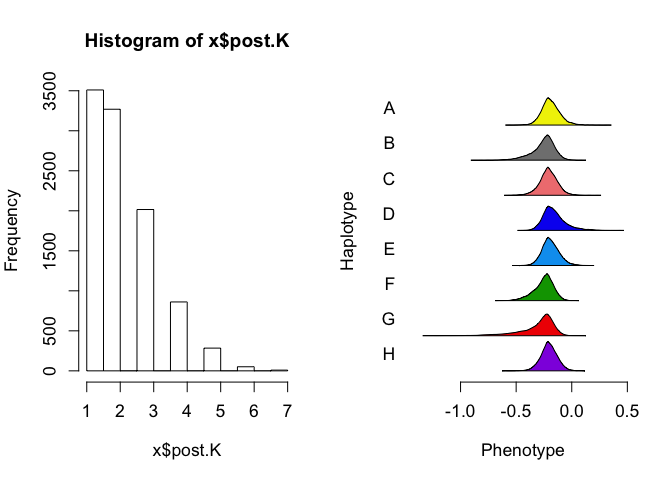 Histogram of x$post.K
Frequency
0
500
1500
2500
3500
1 2 3 4 5 6 7
x$post.K
Haplotype
A
B
C
D
E
F
G
H
-1.0 -0.5 0.0 0.5
Phenotype